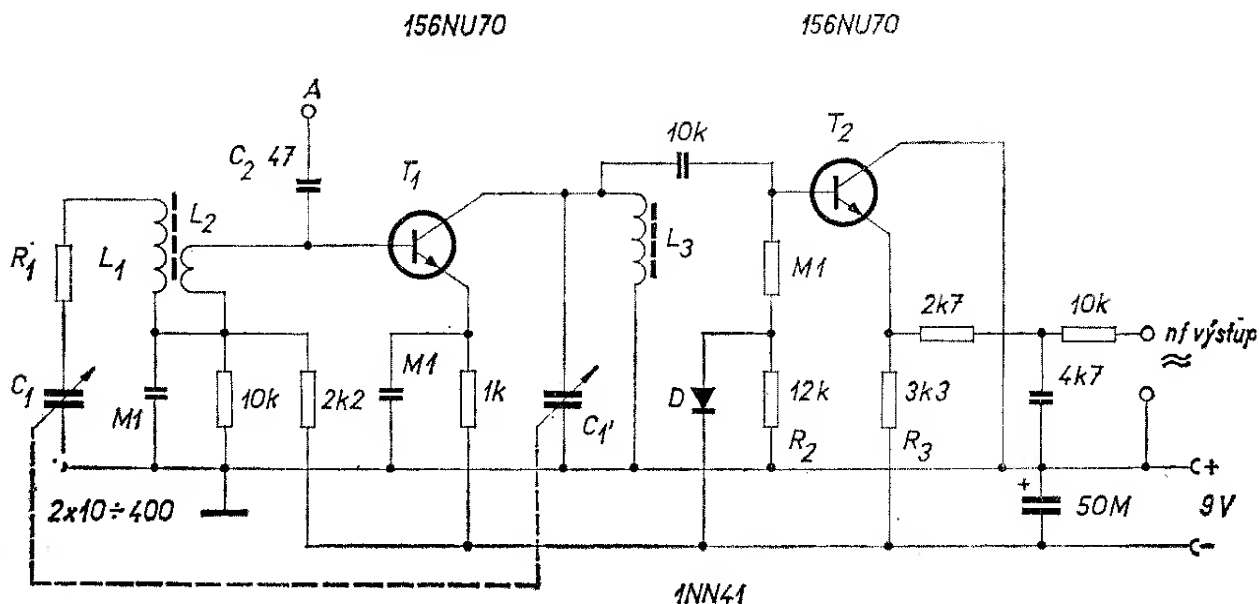 156NU70
156NU70
A
C2 47
T1
10k
T2
L2
L1
R1
L3
M1
2k7
10k
nf výstup
≈
C1
M1
10k
2k2
M1
1k
C1'
D
12k
R2
3k3
R3
4k7
2x10÷400
+
50M
+
9V
-
1NN41